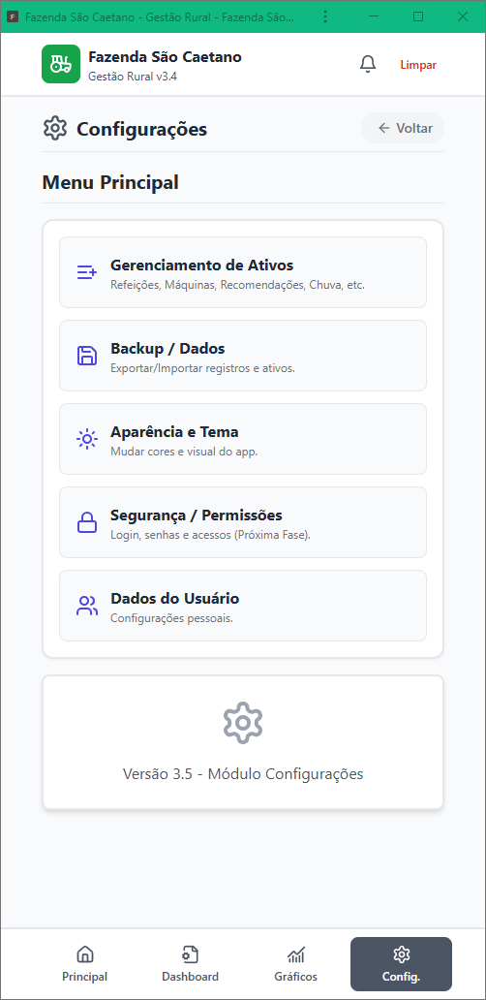 F
Fazenda São Caetano - Gestão Rural - Fazenda São...
Fazenda São Caetano
Gestão Rural v3.4
Limpar
Configurações
Voltar
Menu Principal
Gerenciamento de Ativos
Refeições, Máquinas, Recomendações, Chuva, etc.
Backup / Dados
Exportar/Importar registros e ativos.
Aparência e Tema
Mudar cores e visual do app.
Segurança / Permissões
Login, senhas e acessos (Próxima Fase).
Dados do Usuário
Configurações pessoais.
Versão 3.5 - Módulo Configurações
Principal
Dashboard
Gráficos
Config.